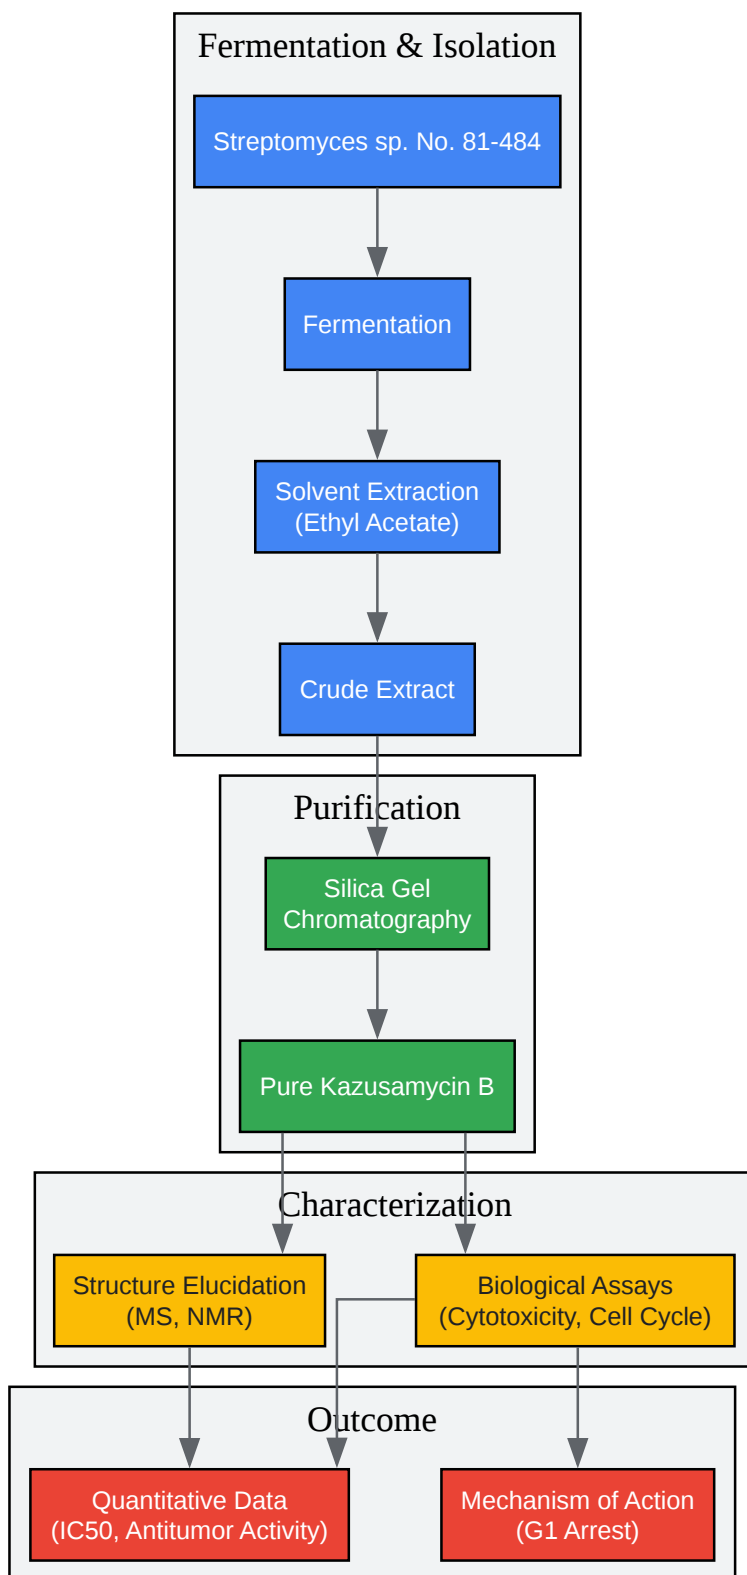 Fermentation & Isolation
Streptomyces sp. No. 81-484
Fermentation
Solvent Extraction
(Ethyl Acetate)
Crude Extract
Purification
Silica Gel
Chromatography
Pure Kazusamycin B
Characterization
Structure Elucidation
(MS, NMR)
Biological Assays
(Cytotoxicity, Cell Cycle)
Outcome
Quantitative Data
(IC50, Antitumor Activity)
Mechanism of Action
(G1 Arrest)